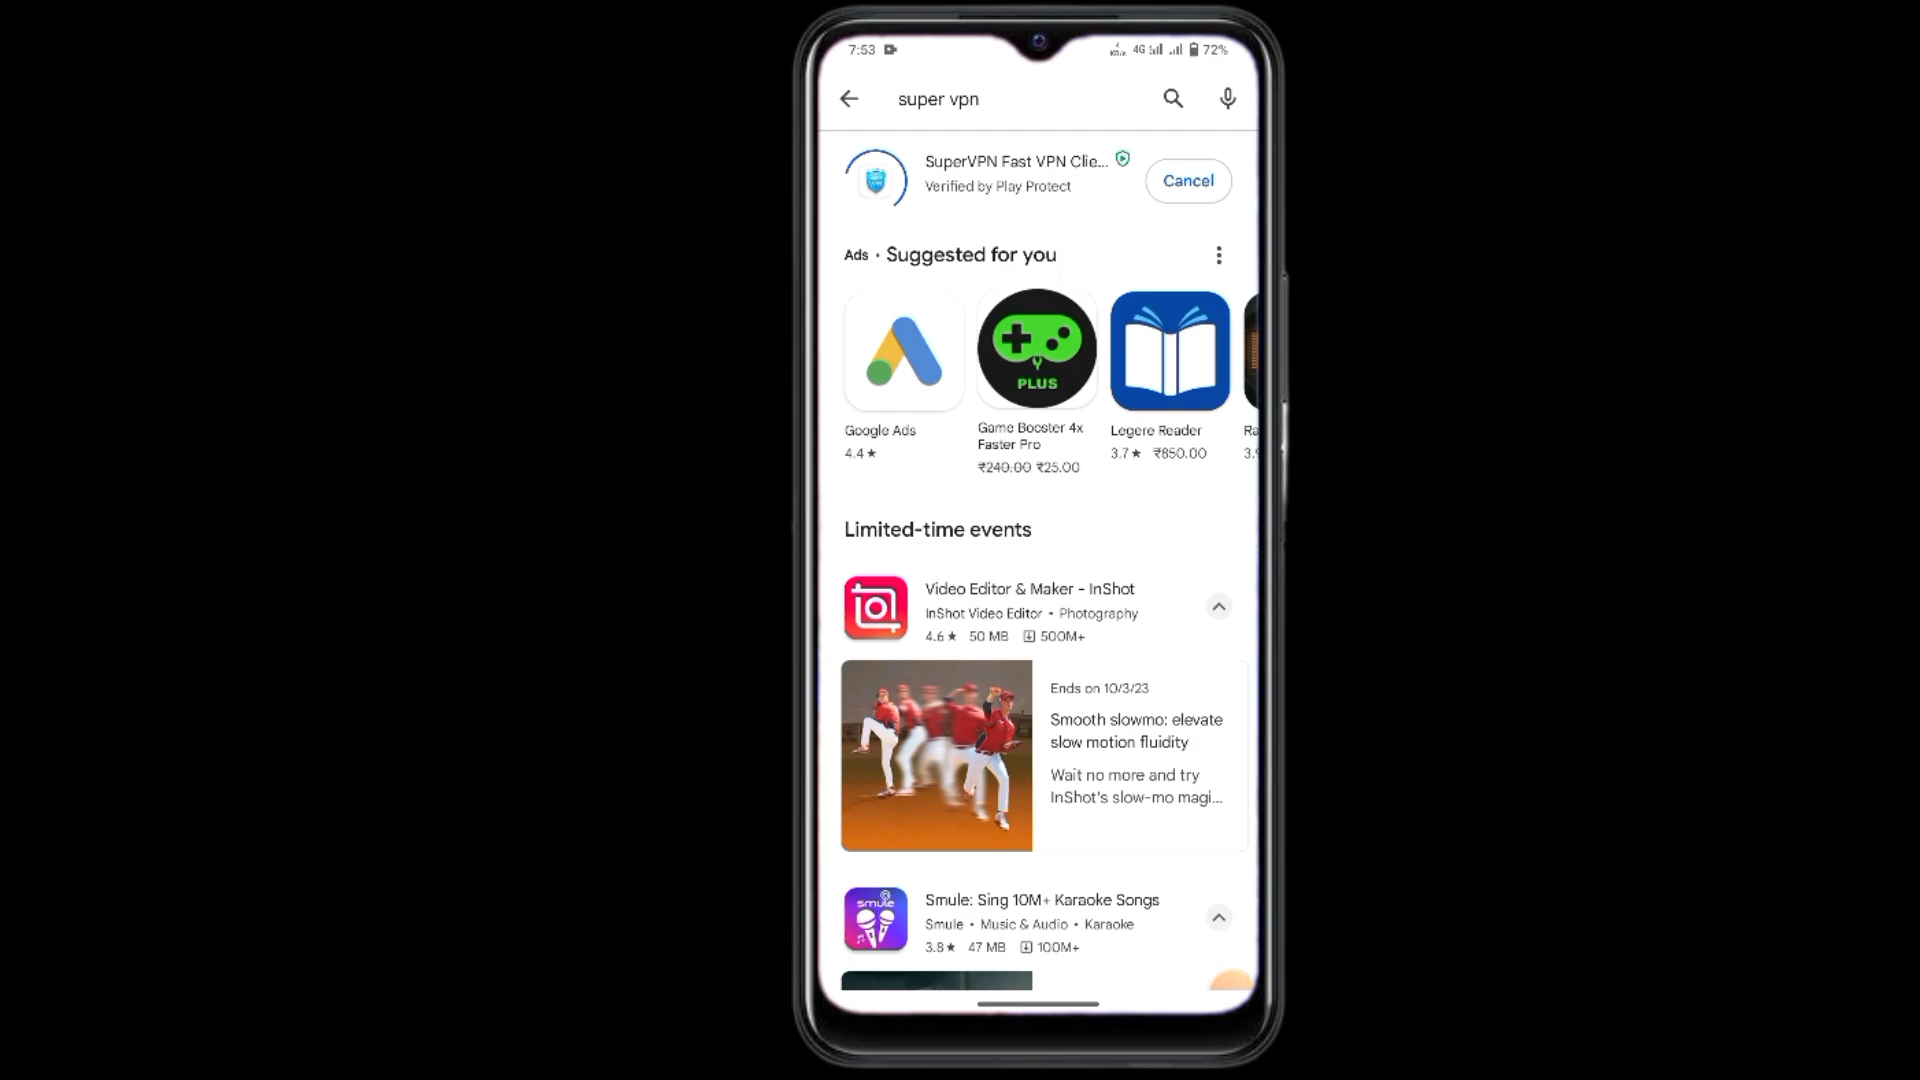 7:53
4G
72%
super vpn
SuperVPN Fast VPN Clie...
Verified by Play Protect
Cancel
Ads • Suggested for you
PLUS
Google Ads
4.4★
Game Booster 4x
Faster Pro
₹240.00 ₹25.00
Legere Reader
3.7★ ₹850.00
Ra
3.
Limited-time events
Video Editor & Maker - InShot
InShot Video Editor • Photography
4.6★ 50 MB 500M+
Ends on 10/3/23
Smooth slowmo: elevate
slow motion fluidity
Wait no more and try
InShot's slow-mo magi...
smule
Smule: Sing 10M+ Karaoke Songs
Smule • Music & Audio • Karaoke
3.8★ 47 MB 100M+